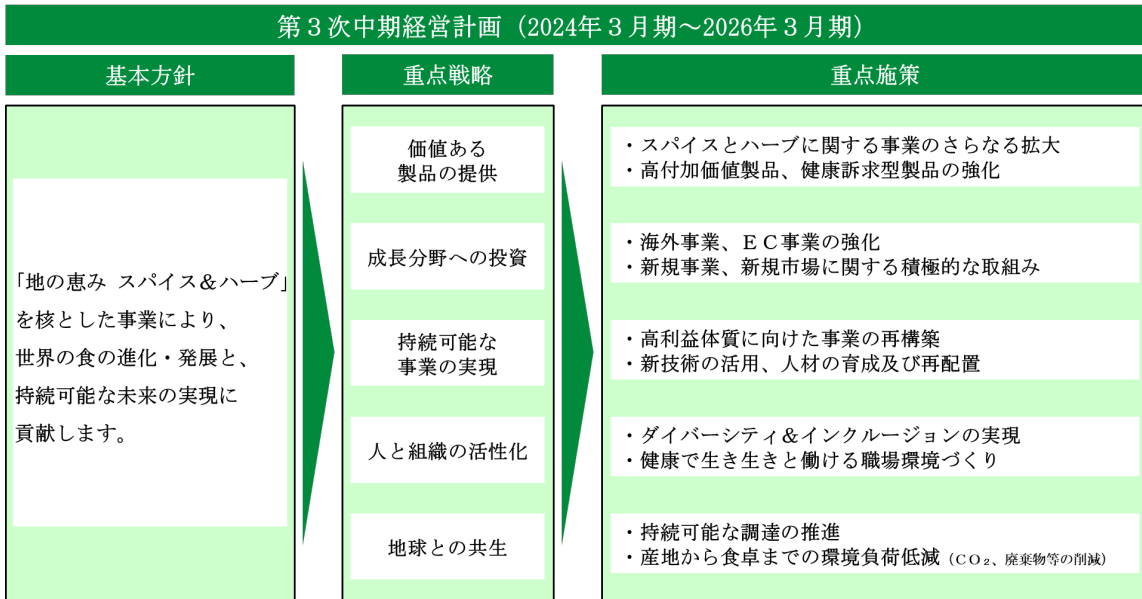 第３次中期経営計画（2024年３月期～2026年３月期）
基本方針
重点戦略
重点施策
「地の恵み スパイス＆ハーブ」
を核とした事業により、
世界の食の進化・発展と、
持続可能な未来の実現に
貢献します。
価値ある
製品の提供
・スパイスとハーブに関する事業のさらなる拡大
・高付加価値製品、健康訴求型製品の強化
成長分野への投資
・海外事業、ＥＣ事業の強化
・新規事業、新規市場に関する積極的な取組み
持続可能な
事業の実現
・高利益体質に向けた事業の再構築
・新技術の活用、人材の育成及び再配置
人と組織の活性化
・ダイバーシティ＆インクルージョンの実現
・健康で生き生きと働ける職場環境づくり
地球との共生
・持続可能な調達の推進
・産地から食卓までの環境負荷低減（ＣＯ₂、廃棄物等の削減）